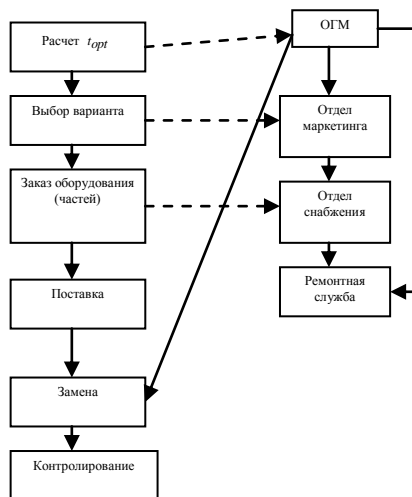 Расчет t_opt
ОГМ
Выбор варианта
Отдел
маркетинга
Заказ оборудования
(частей)
Отдел
снабжения
Поставка
Ремонтная
служба
Замена
Контролирование